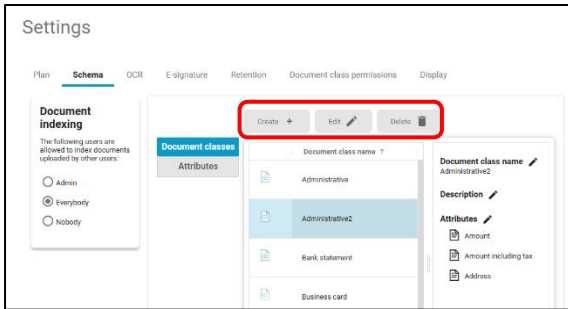 Settings
Plan Schema OCR E-signature Retention Document class permissions Display
Document
indexing
The following users are
allowed to index documents
uploaded by other users:
Admin
Everybody
Nobody
Document classes
Attributes
Create + Edit Delete
Document class name ↑
Administrative
Administrative2
Bank statement
Business card
Document class name
Administrative2
Description
Attributes
Amount
Amount including tax
Address